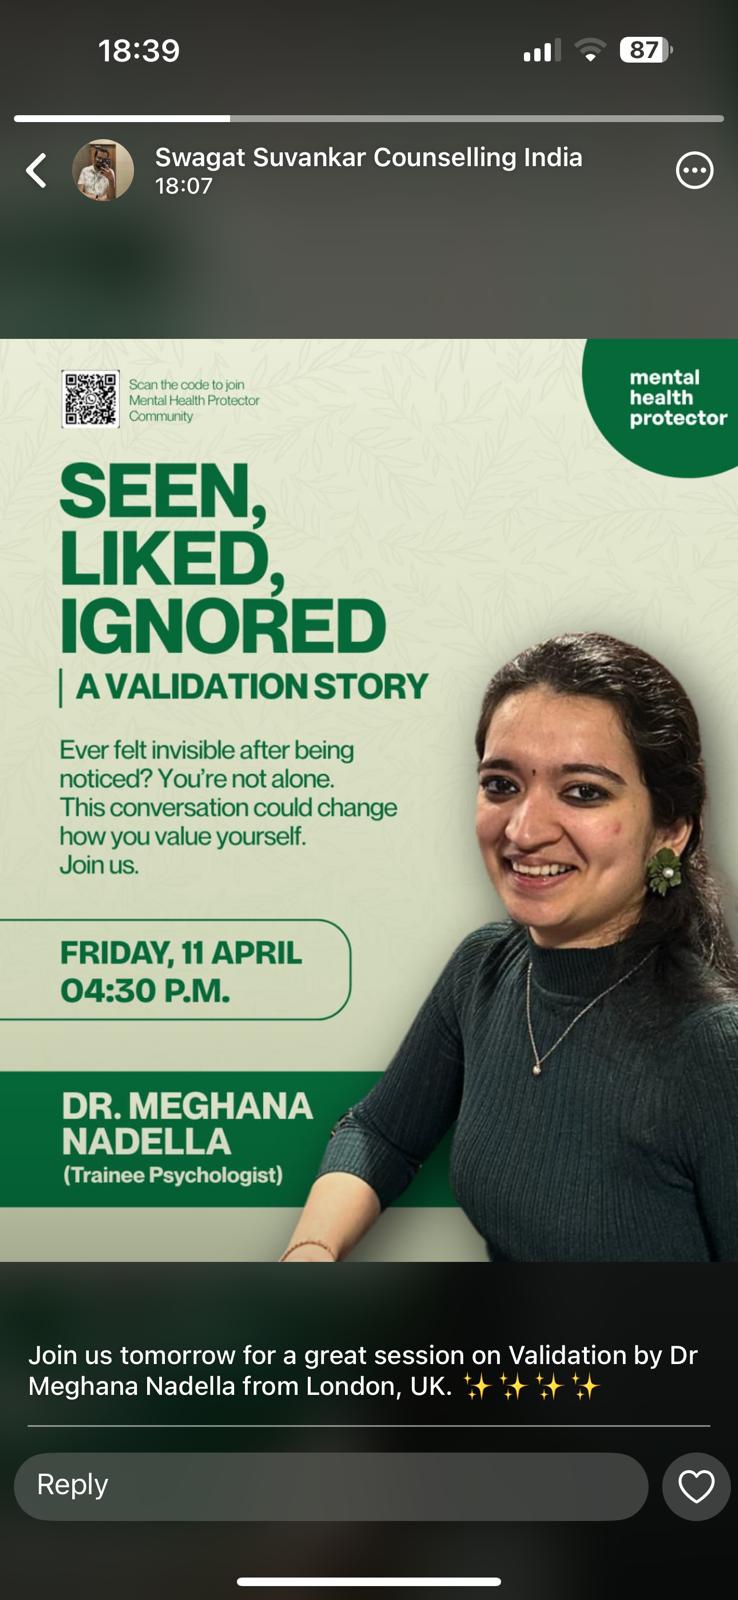 18:39
87
Swagat Suvankar Counselling India
18:07
Scan the code to join
Mental Health Protector
Community
mental
health
protector
SEEN,
LIKED,
IGNORED
A VALIDATION STORY
Ever felt invisible after being
noticed? You’re not alone.
This conversation could change
how you value yourself.
Join us.
FRIDAY, 11 APRIL
04:30 P.M.
DR. MEGHANA
NADELLA
(Trainee Psychologist)
Join us tomorrow for a great session on Validation by Dr
Meghana Nadella from London, UK. ✨✨✨✨
Reply